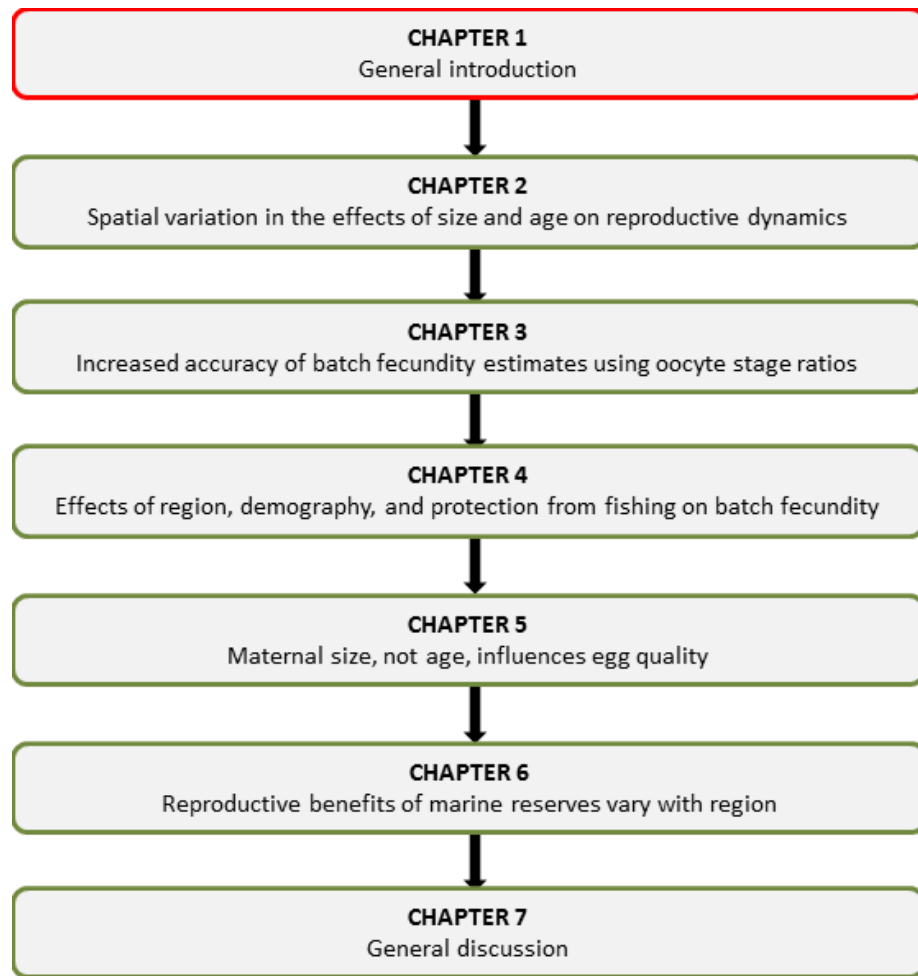 CHAPTER 1
General introduction
CHAPTER 2
Spatial variation in the effects of size and age on reproductive dynamics
CHAPTER 3
Increased accuracy of batch fecundity estimates using oocyte stage ratios
CHAPTER 4
Effects of region, demography, and protection from fishing on batch fecundity
CHAPTER 5
Maternal size, not age, influences egg quality
CHAPTER 6
Reproductive benefits of marine reserves vary with region
CHAPTER 7
General discussion